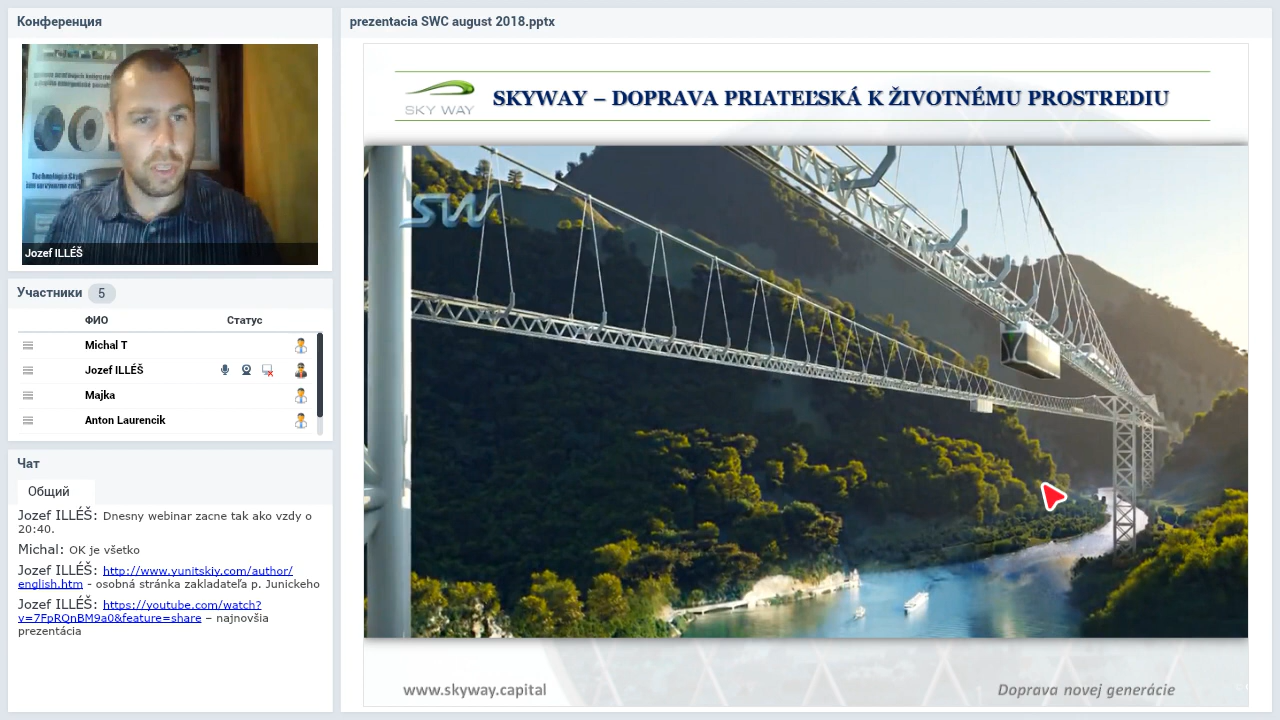 Конференция
Jozef ILLÉŠ
Участники 5
ФИО Статус
Michal T
Jozef ILLÉŠ
Majka
Anton Laurencik
Чат
Общий
Jozef ILLÉŠ: Dnesny webinar zacne tak ako vzdy o
20:40.
Michal: OK je všetko
Jozef ILLÉŠ: http://www.yunitskiy.com/author/
english.htm - osobná stránka zakladateľa p. Junickeho
Jozef ILLÉŠ: https://youtube.com/watch?
v=7FpRQnBM9a0&feature=share – najnovšia
prezentácia
prezentacia SWC august 2018.pptx
SKY WAY
SKYWAY – DOPRAVA PRIATEĽSKÁ K ŽIVOTNÉMU PROSTREDIU
SW
www.skyway.capital
Doprava novej generácie